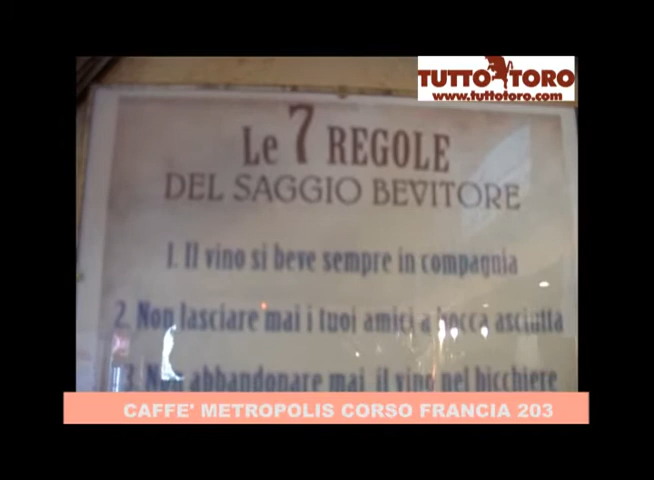 TUTTO TORO
www.tuttotoro.com
Le 7 REGOLE
DEL SAGGIO BEVITORE
1. Il vino si beve sempre in compagnia
2. Non lasciare mai i tuoi amici a bocca asciutta
3. Non abbandonare mai il vino nel bicchiere
CAFFE' METROPOLIS CORSO FRANCIA 203